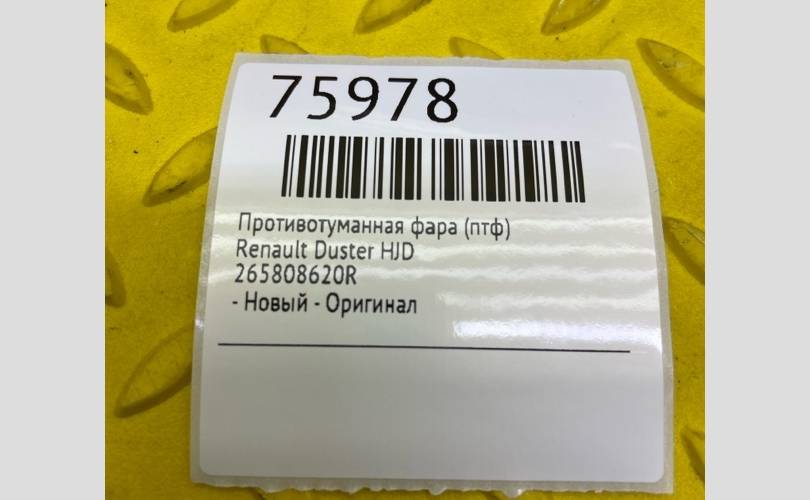 75978
Противотуманная фара (птф)
Renault Duster HJD
265808620R
- Новый - Оригинал